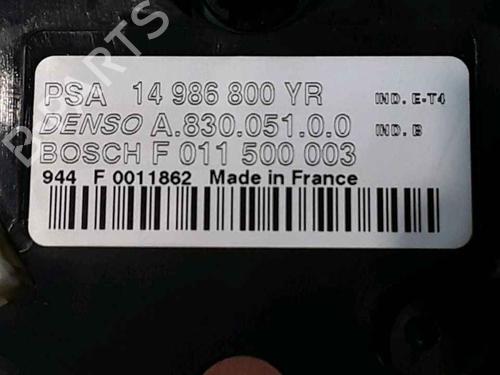 PSA 14 986 800 YR IND. E-T4
DENSO A.830.051.0.0 IND. B
BOSCH F 011 500 003
944 F 0011862 Made in France
B PARTS